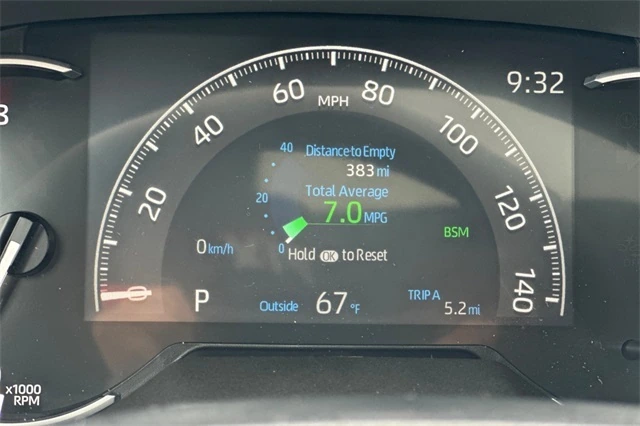 9:32
60
80
MPH
40
100
20
120
0
140
40
Distance to Empty
383 mi
Total Average
20
7.0 MPG
BSM
0 km/h
0
Hold OK to Reset
P
Outside 67 °F
TRIP A
5.2 mi
x1000
RPM